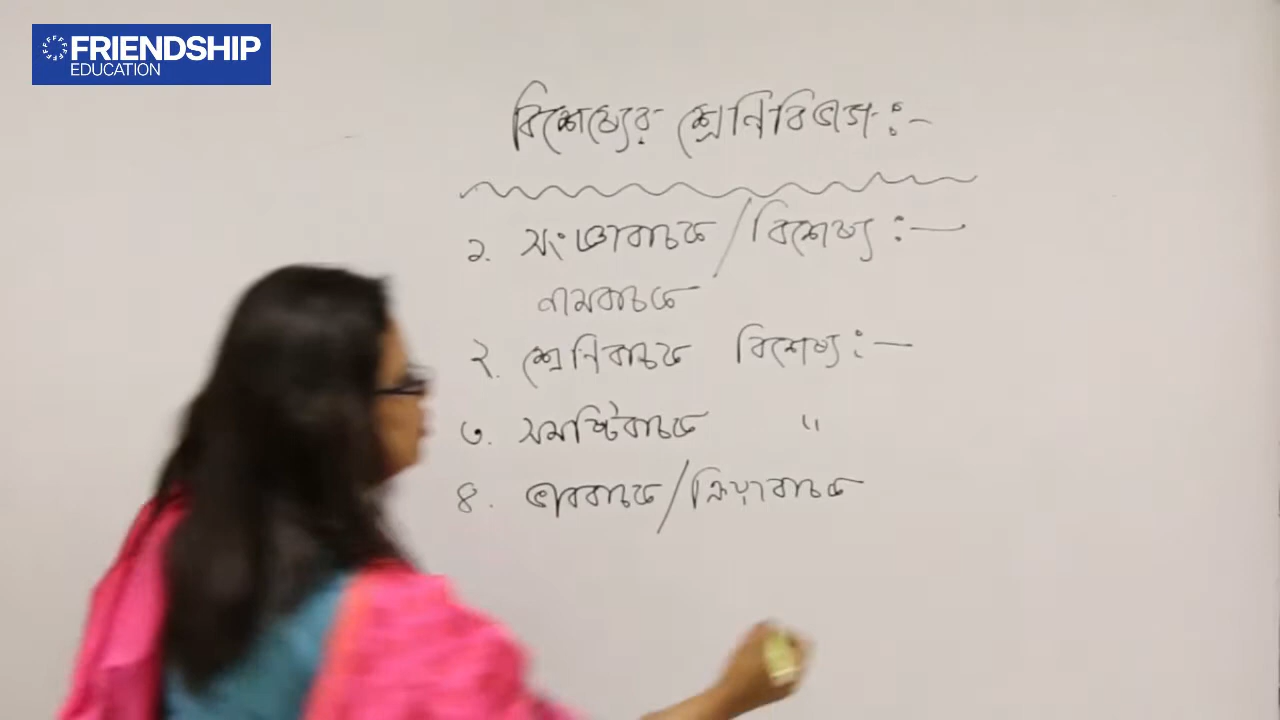 FRIENDSHIP
EDUCATION
বিশেষ্যের শ্রেণিবিভাগ :-
১. সংজ্ঞাবাচক / বিশেষ্য :-
নামবাচক
২. শ্রেণিবাচক বিশেষ্য :-
৩. সমষ্টিবাচক "
৪. ভাববাচক / ক্রিয়াবাচক